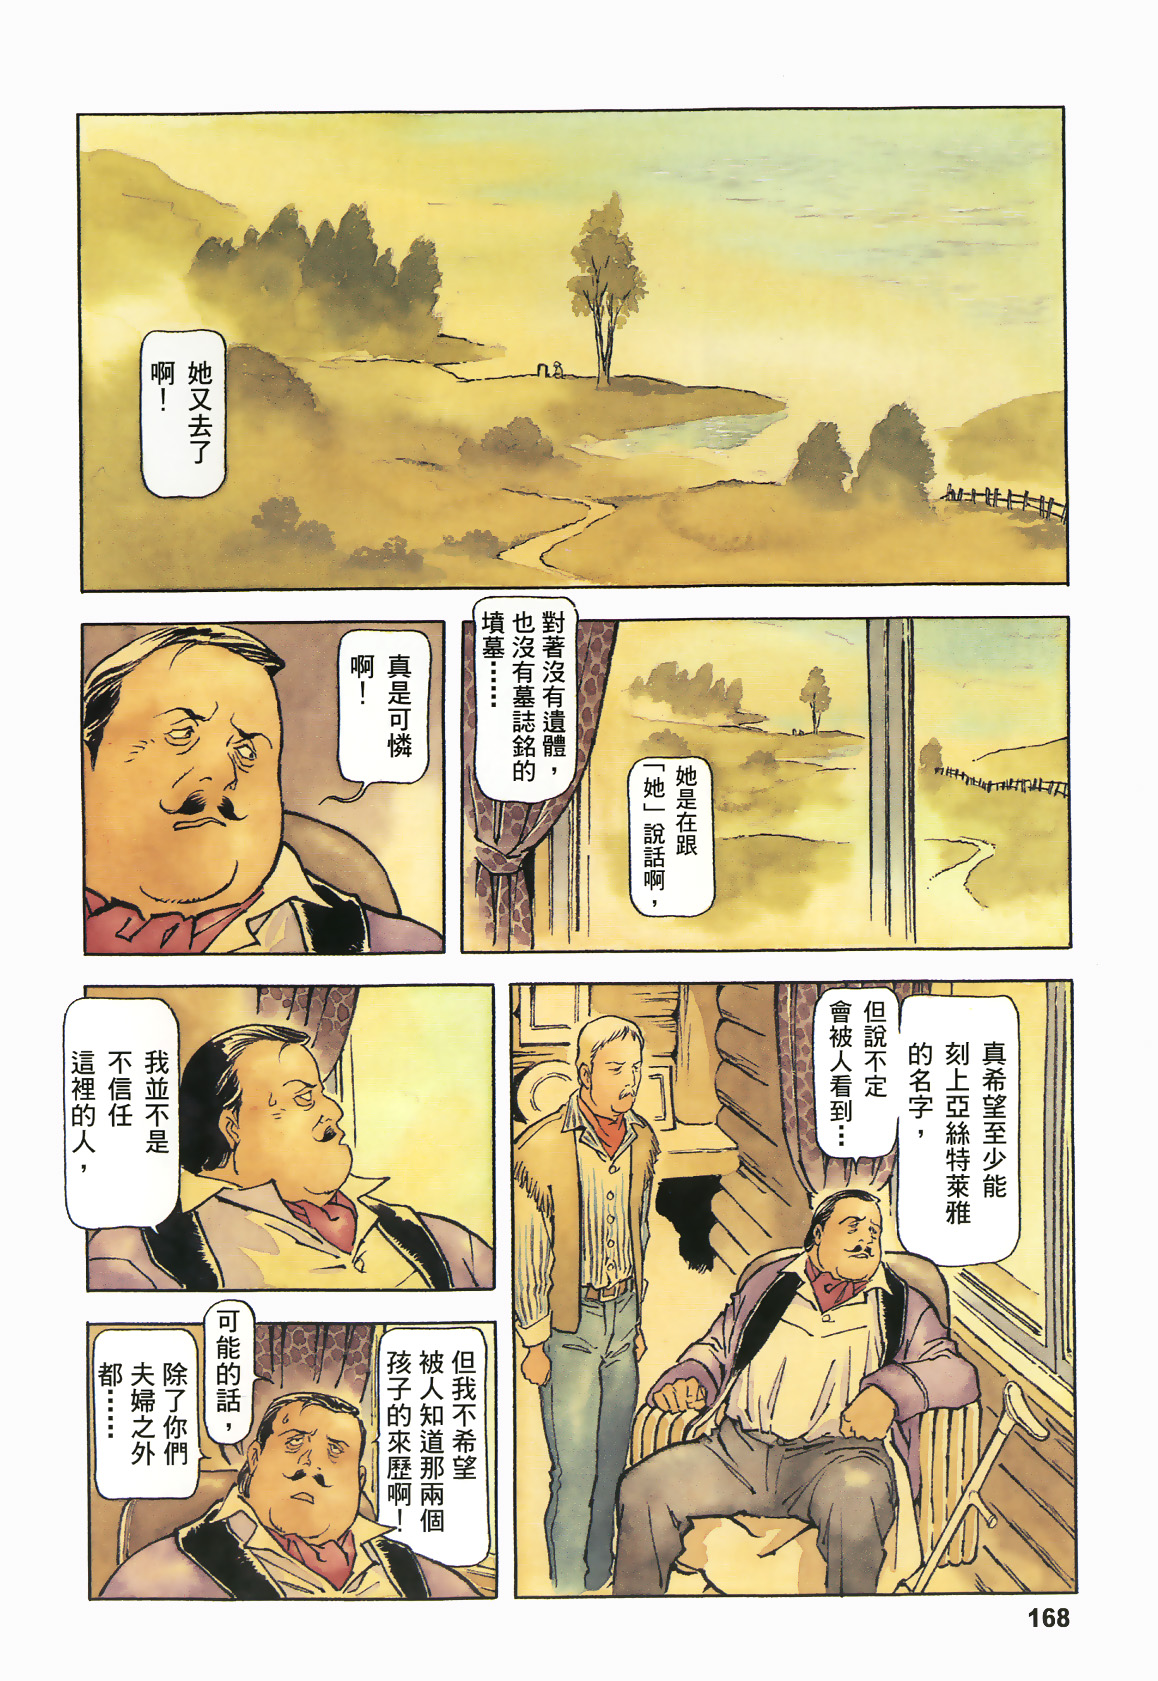 她又去了
啊！
她是在跟
「她」說話啊，
對著沒有遺體，
也沒有墓誌銘的
墳墓……
真是可憐
啊！
真希望至少能
刻上亞絲特萊雅
的名字，
但說不定
會被人看到…
我並不是
不信任
這裡的人，
但我不希望
被人知道那兩個
孩子的來歷啊！
可能的話，
除了你們
夫婦之外
都……
168